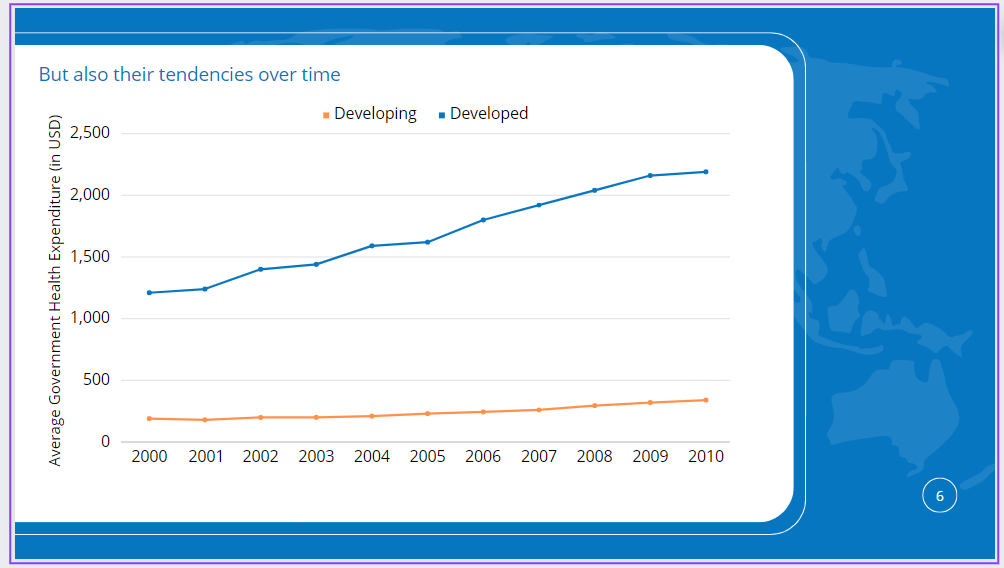 But also their tendencies over time
Developing Developed
Average Government Health Expenditure (in USD)
2,500
2,000
1,500
1,000
500
0
2000 2001 2002 2003 2004 2005 2006 2007 2008 2009 2010
6